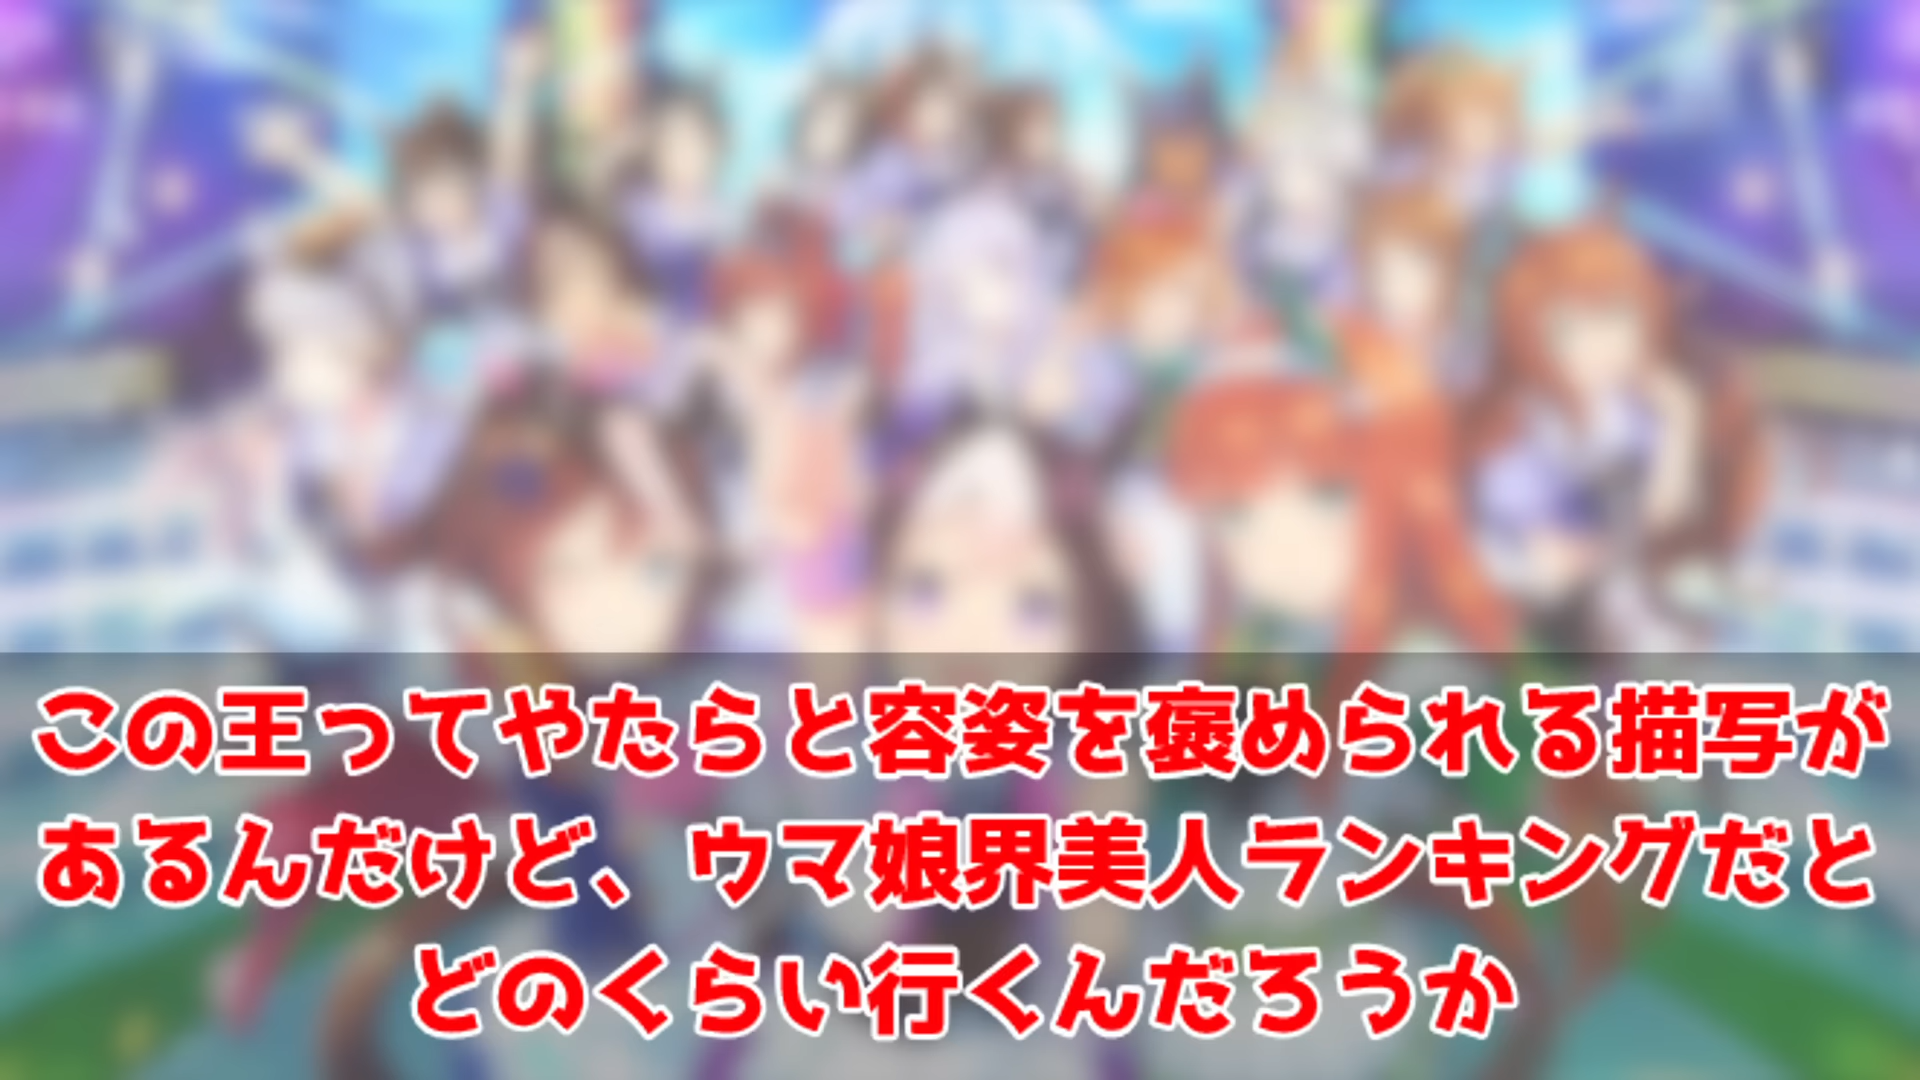 この王ってやたらと容姿を褒められる描写が
あるんだけど、ウマ娘界美人ランキングだと
どのくらい行くんだろうか